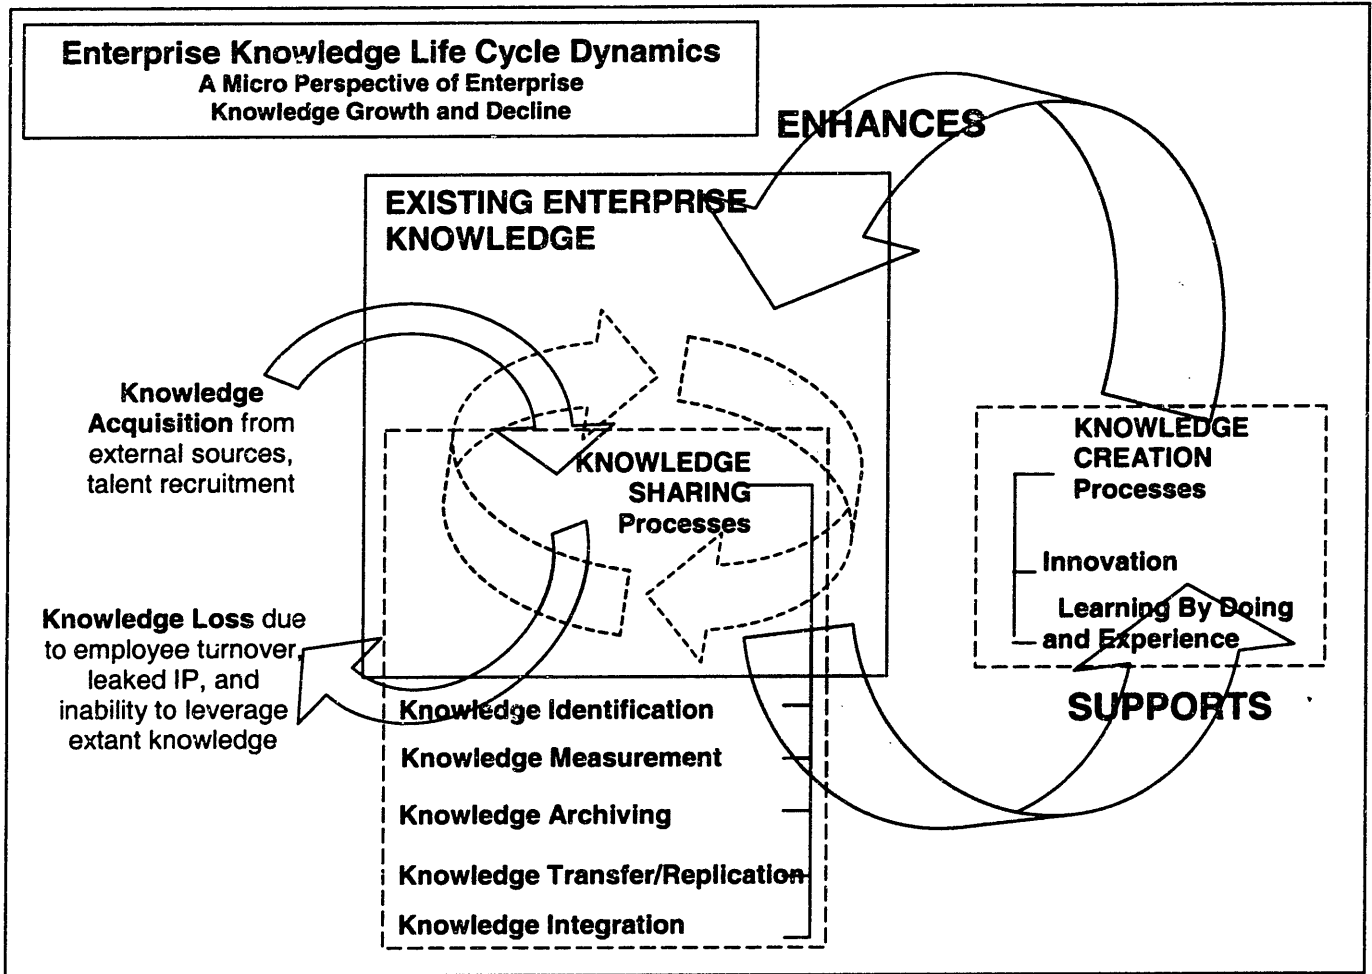 Enterprise Knowledge Life Cycle Dynamics
A Micro Perspective of Enterprise
Knowledge Growth and Decline
ENHANCES
EXISTING ENTERPRISE
KNOWLEDGE
Knowledge
Acquisition from
external sources,
talent recruitment
KNOWLEDGE
SHARING
Processes
KNOWLEDGE
CREATION
Processes
Innovation
Learning By Doing
and Experience
SUPPORTS
Knowledge Loss due
to employee turnover,
leaked IP, and
inability to leverage
extant knowledge
Knowledge Identification
Knowledge Measurement
Knowledge Archiving
Knowledge Transfer/Replication
Knowledge Integration